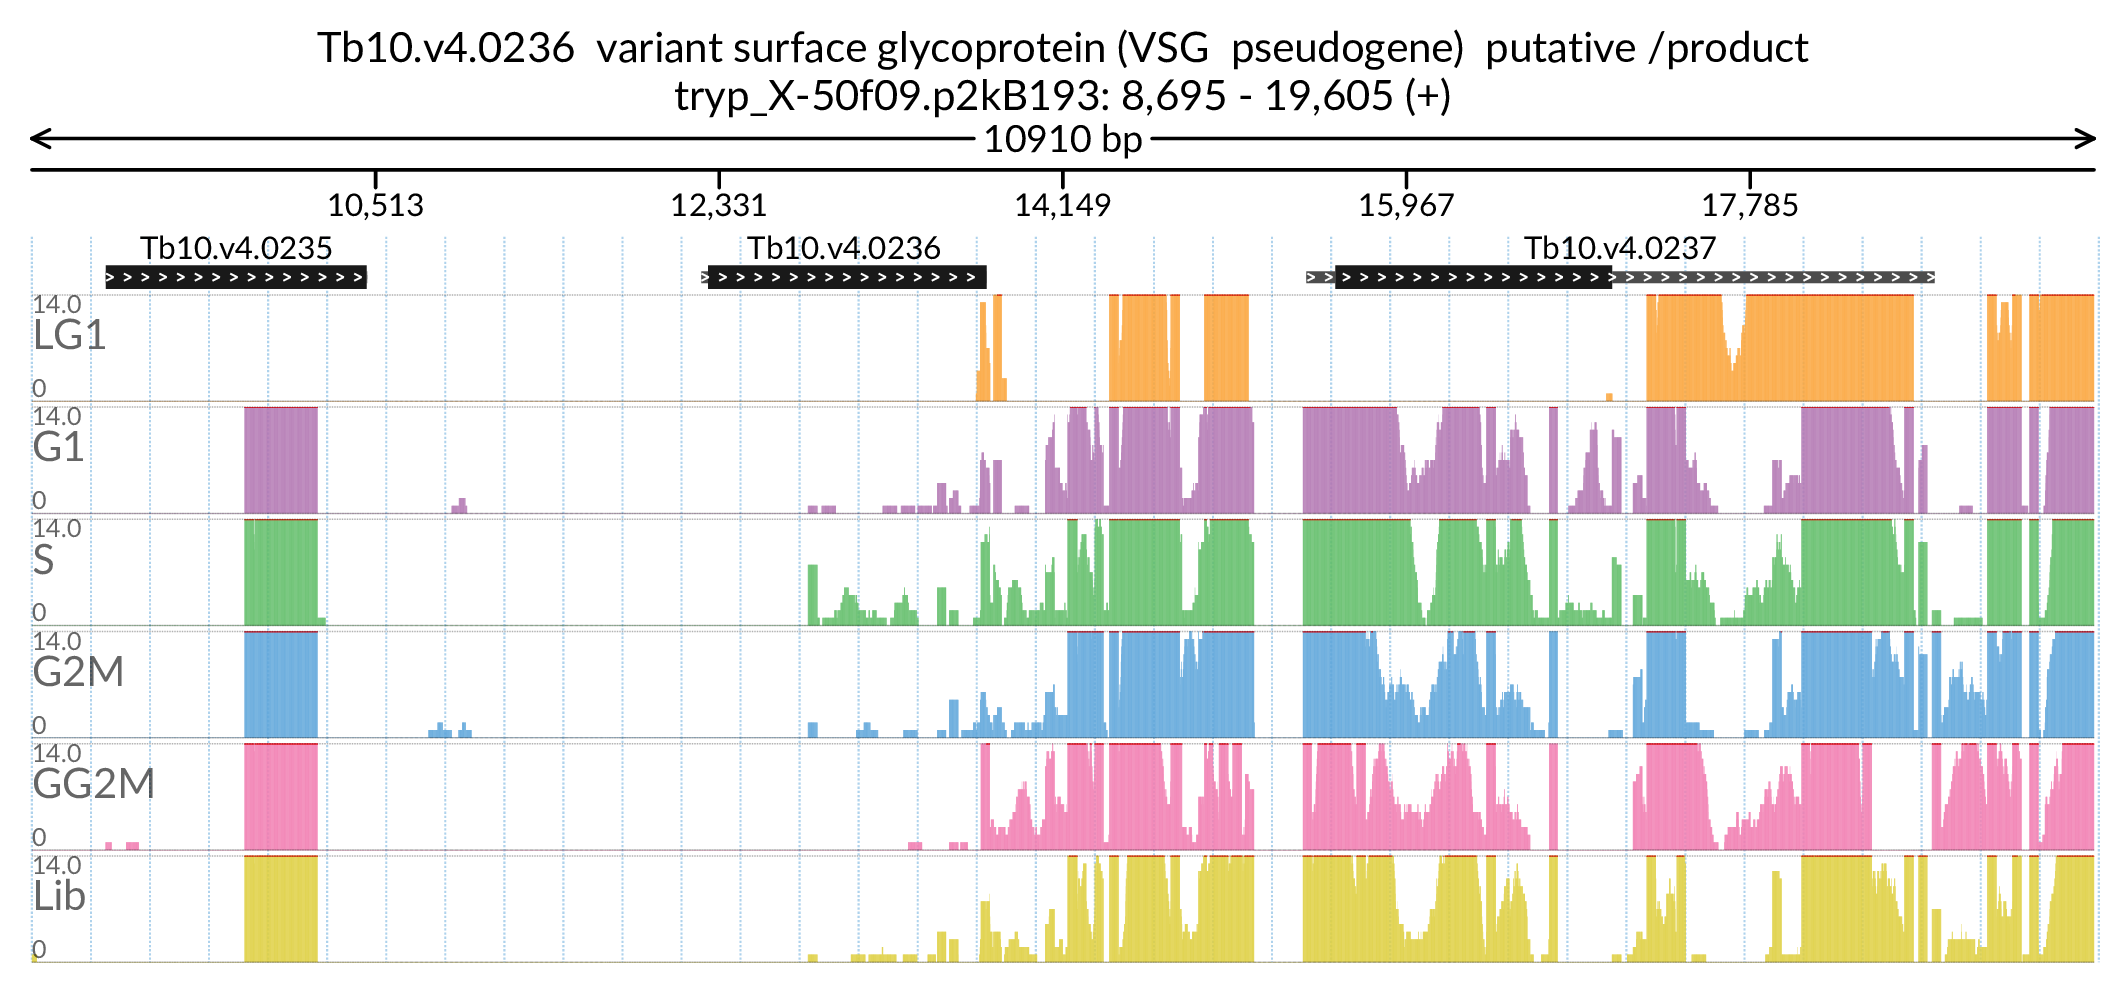 Tb10.v4.0236  variant surface glycoprotein (VSG  pseudogene)  putative /product
tryp_X-50f09.p2kB193: 8,695 - 19,605 (+)
10910 bp
10,513 12,331 14,149 15,967 17,785
Tb10.v4.0235 Tb10.v4.0236 Tb10.v4.0237
14.0
LG1
0
14.0
G1
0
14.0
S
0
14.0
G2M
0
14.0
GG2M
0
14.0
Lib
0